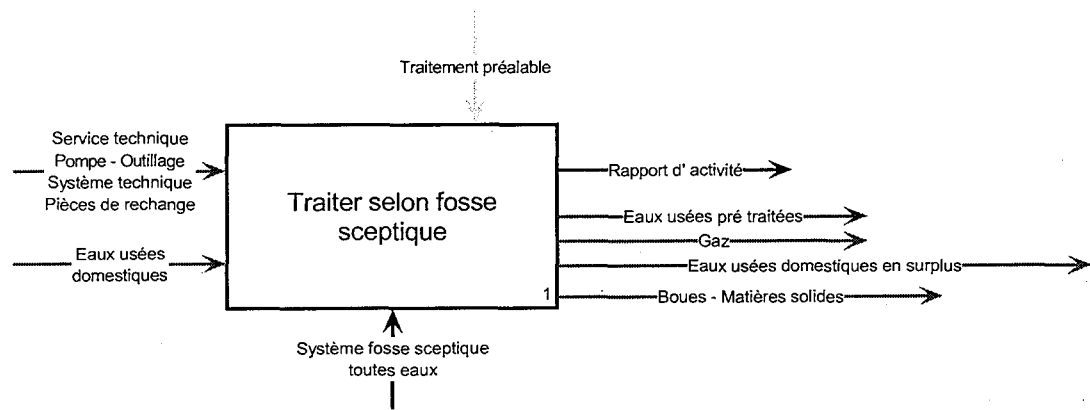 Traitement préalable
Service technique
Pompe - Outillage
Système technique
Pièces de rechange
Eaux usées
domestiques
Traiter selon fosse
sceptique
1
Rapport d' activité
Eaux usées pré traitées
Gaz
Eaux usées domestiques en surplus
Boues - Matières solides
Système fosse sceptique
toutes eaux